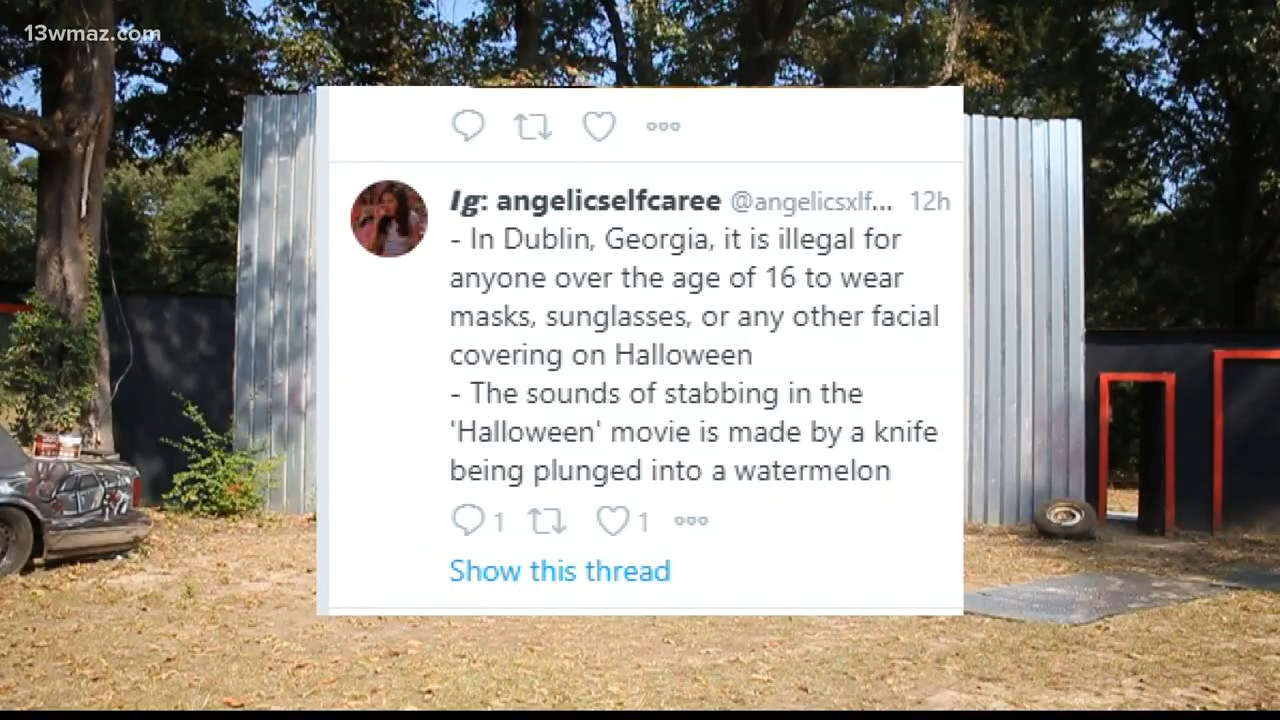 13wmaz.com
Ig: angelicselfcaree @angelicsxlf... 12h
- In Dublin, Georgia, it is illegal for
anyone over the age of 16 to wear
masks, sunglasses, or any other facial
covering on Halloween
- The sounds of stabbing in the
'Halloween' movie is made by a knife
being plunged into a watermelon
1 1
Show this thread